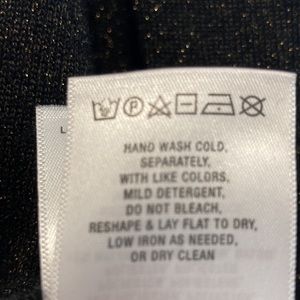 HAND WASH COLD,
SEPARATELY,
WITH LIKE COLORS,
MILD DETERGENT,
DO NOT BLEACH,
RESHAPE & LAY FLAT TO DRY,
LOW IRON AS NEEDED,
OR DRY CLEAN